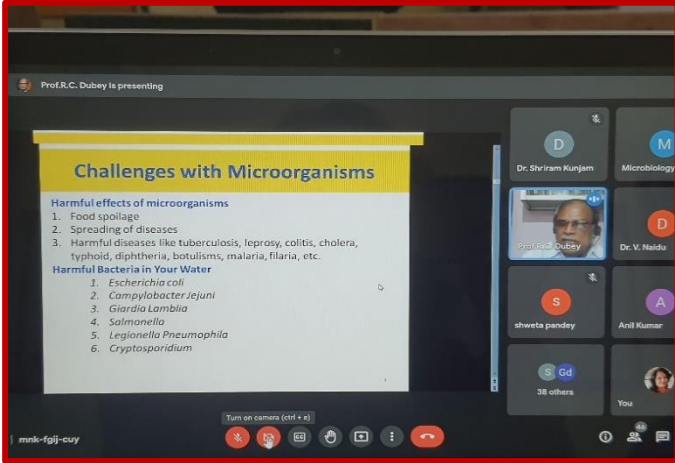 Prof.R.C. Dubey is presenting
Challenges with Microorganisms
Harmful effects of microorganisms
1. Food spoilage
2. Spreading of diseases
3. Harmful diseases like tuberculosis, leprosy, colitis, cholera,
typhoid, diphtheria, botulisms, malaria, filaria, etc.
Harmful Bacteria in Your Water
1. Escherichia coli
2. Campylobacter Jejuni
3. Giardia Lamblia
4. Salmonella
5. Legionella Pneumophila
6. Cryptosporidium
D
Dr. Shriram Kunjam
M
Microbiology
Dubey
D
Dr. V. Naidu
S
shweta pandey
A
Anil Kumar
S Gd
38 others
You
Turn on camera (ctrl + e)
mnk-fgij-cuy
CC